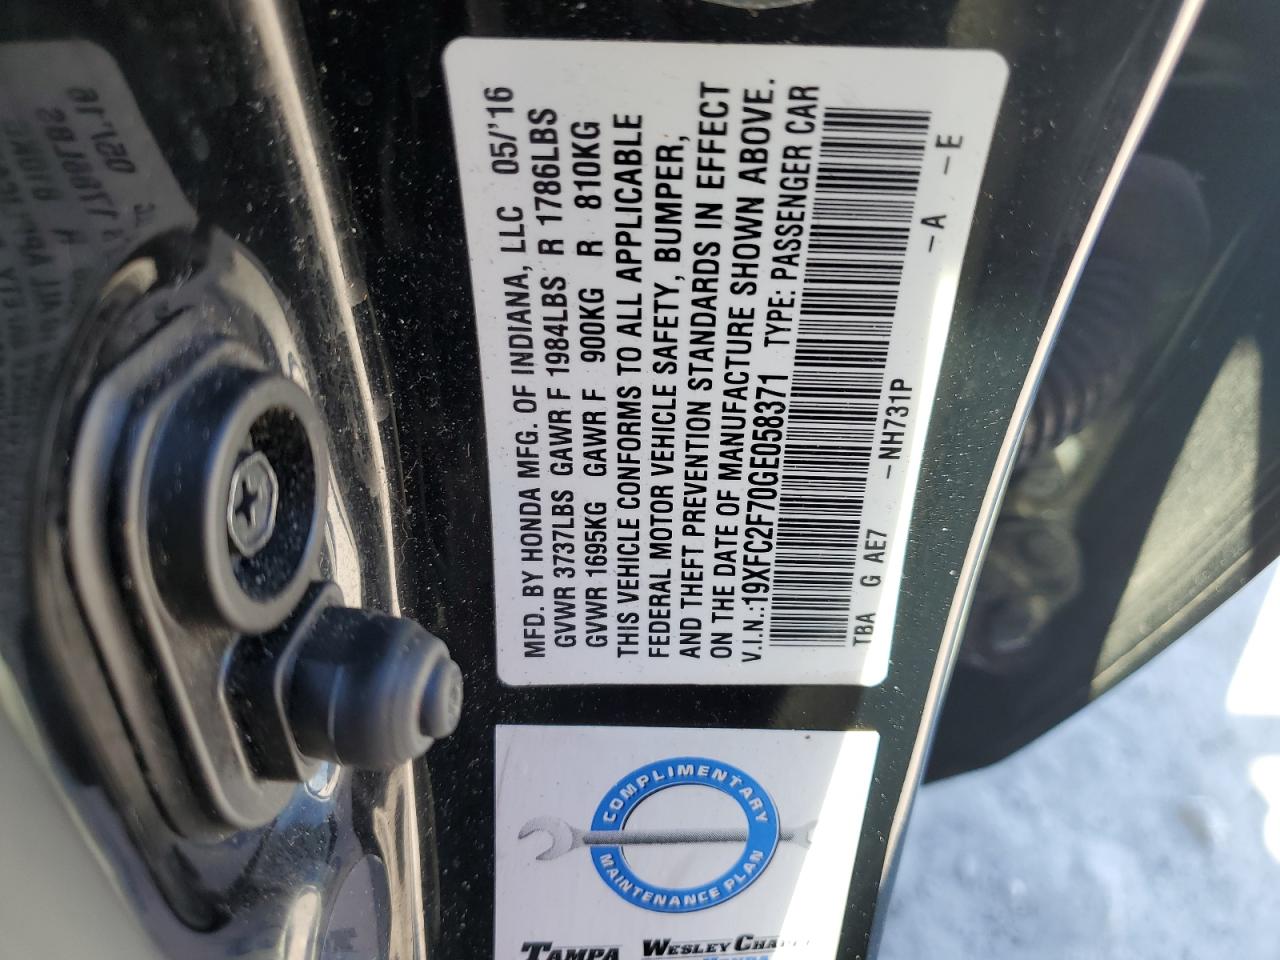 MFD. BY HONDA MFG. OF INDIANA, LLC 05/'16
GVWR 3737LBS GAWR F 1984LBS R 1786LBS
GVWR 1695KG GAWR F 900KG R 810KG
THIS VEHICLE CONFORMS TO ALL APPLICABLE
FEDERAL MOTOR VEHICLE SAFETY, BUMPER,
AND THEFT PREVENTION STANDARDS IN EFFECT
ON THE DATE OF MANUFACTURE SHOWN ABOVE.
V.I.N.:19XFC2F70GE058371 TYPE: PASSENGER CAR
TBA G AE7 -NH731P -A -E
COMPLIMENTARY
MAINTENANCE PLAN
TAMPA
WESLEY